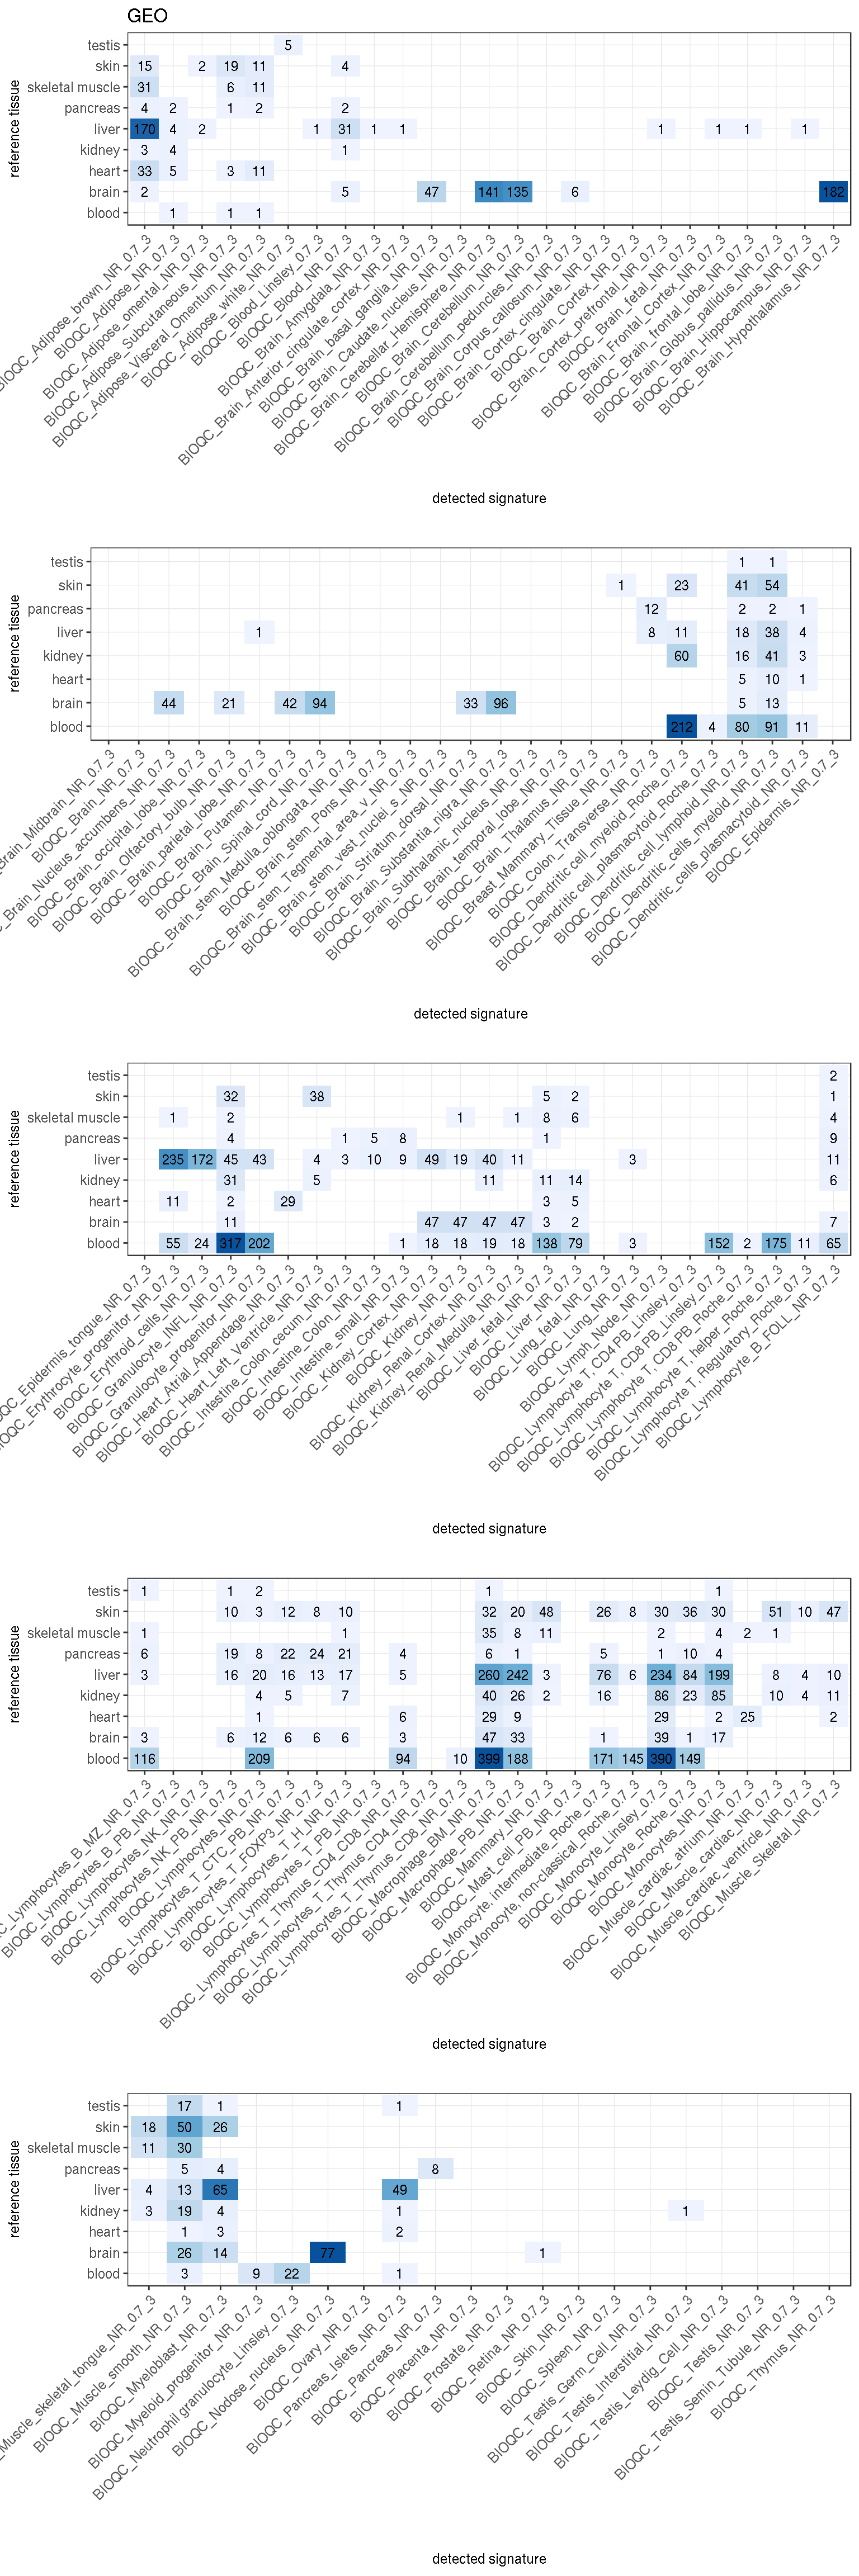 GEO
reference tissue
testis 5
skin 15 2 19 11 4
skeletal muscle 31 6 11
pancreas 4 2 1 2 2
liver 170 4 2 1 31 1 1 1 1 1 1
kidney 3 4 1
heart 33 5 3 11
brain 2 5 47 141 135 6 182
blood 1 1 1
BIOQC_Adipose_brown_NR_0.7_3
BIOQC_Adipose_NR_0.7_3
BIOQC_Adipose_omental_NR_0.7_3
BIOQC_Adipose_Subcutaneous_NR_0.7_3
BIOQC_Adipose_Visceral_Omentum_NR_0.7_3
BIOQC_Adipose_white_NR_0.7_3
BIOQC_Blood_Linsley_0.7_3
BIOQC_Blood_NR_0.7_3
BIOQC_Brain_Amygdala_NR_0.7_3
BIOQC_Brain_Anterior_cingulate_cortex_NR_0.7_3
BIOQC_Brain_basal_ganglia_NR_0.7_3
BIOQC_Brain_Caudate_nucleus_NR_0.7_3
BIOQC_Brain_Cerebellar_Hemisphere_NR_0.7_3
BIOQC_Brain_Cerebellum_NR_0.7_3
BIOQC_Brain_Cerebellum_peduncles_NR_0.7_3
BIOQC_Brain_Corpus_callosum_NR_0.7_3
BIOQC_Brain_Cortex_cingulate_NR_0.7_3
BIOQC_Brain_Cortex_NR_0.7_3
BIOQC_Brain_Cortex_prefrontal_NR_0.7_3
BIOQC_Brain_fetal_NR_0.7_3
BIOQC_Brain_Frontal_Cortex_NR_0.7_3
BIOQC_Brain_frontal_lobe_NR_0.7_3
BIOQC_Brain_Globus_pallidus_NR_0.7_3
BIOQC_Brain_Hippocampus_NR_0.7_3
BIOQC_Brain_Hypothalamus_NR_0.7_3
detected signature
reference tissue
testis 1 1
skin 1 23 41 54
pancreas 12 2 2 1
liver 1 8 11 18 38 4
kidney 60 16 41 3
heart 5 10 1
brain 44 21 42 94 33 96 5 13
blood 212 4 80 91 11
_Brain_Midbrain_NR_0.7_3
BIOQC_Brain_NR_0.7_3
C_Brain_Nucleus_accumbens_NR_0.7_3
BIOQC_Brain_occipital_lobe_NR_0.7_3
BIOQC_Brain_Olfactory_bulb_NR_0.7_3
BIOQC_Brain_parietal_lobe_NR_0.7_3
BIOQC_Brain_Putamen_NR_0.7_3
BIOQC_Brain_Spinal_cord_NR_0.7_3
BIOQC_Brain_stem_Medulla_oblongata_NR_0.7_3
BIOQC_Brain_stem_Pons_NR_0.7_3
BIOQC_Brain_stem_Tegmental_area_v_NR_0.7_3
BIOQC_Brain_stem_vest_nuclei_s_NR_0.7_3
BIOQC_Brain_Striatum_dorsal_NR_0.7_3
BIOQC_Brain_Substantia_nigra_NR_0.7_3
BIOQC_Brain_Subthalamic_nucleus_NR_0.7_3
BIOQC_Brain_temporal_lobe_NR_0.7_3
BIOQC_Brain_Thalamus_NR_0.7_3
BIOQC_Breast_Mammary_Tissue_NR_0.7_3
BIOQC_Colon_Transverse_NR_0.7_3
BIOQC_Dendritic cell_myeloid_Roche_0.7_3
BIOQC_Dendritic cell_plasmacytoid_Roche_0.7_3
BIOQC_Dendritic_cell_lymphoid_NR_0.7_3
BIOQC_Dendritic_cells_myeloid_NR_0.7_3
BIOQC_Dendritic_cells_plasmacytoid_NR_0.7_3
BIOQC_Epidermis_NR_0.7_3
detected signature
reference tissue
testis 2
skin 32 38 5 2 1
skeletal muscle 1 2 1 1 8 6 4
pancreas 4 1 5 8 1 9
liver 235 172 45 43 4 3 10 9 49 19 40 11 3 11
kidney 31 5 11 11 14 6
heart 11 2 29 3 5
brain 11 47 47 47 47 3 2 7
blood 55 24 317 202 1 18 18 19 18 138 79 3 152 2 175 11 65
QC_Epidermis_tongue_NR_0.7_3
BIOQC_Erythrocyte_progenitor_NR_0.7_3
BIOQC_Erythroid_cells_NR_0.7_3
BIOQC_Granulocyte_INFL_NR_0.7_3
BIOQC_Granulocyte_progenitor_NR_0.7_3
BIOQC_Heart_Atrial_Appendage_NR_0.7_3
BIOQC_Heart_Left_Ventricle_NR_0.7_3
BIOQC_Intestine_Colon_cecum_NR_0.7_3
BIOQC_Intestine_Colon_NR_0.7_3
BIOQC_Intestine_small_NR_0.7_3
BIOQC_Kidney_Cortex_NR_0.7_3
BIOQC_Kidney_NR_0.7_3
BIOQC_Kidney_Renal_Cortex_NR_0.7_3
BIOQC_Kidney_Renal_Medulla_NR_0.7_3
BIOQC_Liver_fetal_NR_0.7_3
BIOQC_Liver_NR_0.7_3
BIOQC_Lung_fetal_NR_0.7_3
BIOQC_Lung_NR_0.7_3
BIOQC_Lymph_Node_NR_0.7_3
BIOQC_Lymphocyte T, CD4 PB_Linsley_0.7_3
BIOQC_Lymphocyte T, CD8 PB_Linsley_0.7_3
BIOQC_Lymphocyte T, CD8 PB_Roche_0.7_3
BIOQC_Lymphocyte T, helper_Roche_0.7_3
BIOQC_Lymphocyte T, Regulatory_Roche_0.7_3
BIOQC_Lymphocyte_B_FOLL_NR_0.7_3
detected signature
reference tissue
testis 1 1 2 1 1
skin 10 3 12 8 10 32 20 48 26 8 30 36 30 51 10 47
skeletal muscle 1 1 35 8 11 2 4 2 1
pancreas 6 19 8 22 24 21 4 6 1 5 1 10 4
liver 3 16 20 16 13 17 5 260 242 3 76 6 234 84 199 8 4 10
kidney 4 5 7 40 26 2 16 86 23 85 10 4 11
heart 1 6 29 9 29 2 25 2
brain 3 6 12 6 6 6 3 47 33 1 39 1 17
blood 116 209 94 10 399 188 171 145 390 149
C_Lymphocytes_B_MZ_NR_0.7_3
BIOQC_Lymphocytes_B_PB_NR_0.7_3
BIOQC_Lymphocytes_NK_NR_0.7_3
BIOQC_Lymphocytes_NK_PB_NR_0.7_3
BIOQC_Lymphocytes_NR_0.7_3
BIOQC_Lymphocytes_T_CTC_PB_NR_0.7_3
BIOQC_Lymphocytes_T_FOXP3_NR_0.7_3
BIOQC_Lymphocytes_T_H_NR_0.7_3
BIOQC_Lymphocytes_T_PB_NR_0.7_3
BIOQC_Lymphocytes_T_Thymus_CD4_CD8_NR_0.7_3
BIOQC_Lymphocytes_T_Thymus_CD4_NR_0.7_3
BIOQC_Lymphocytes_T_Thymus_CD8_NR_0.7_3
BIOQC_Macrophage_BM_NR_0.7_3
BIOQC_Macrophage_PB_NR_0.7_3
BIOQC_Mammary_NR_0.7_3
BIOQC_Mast_cell_PB_NR_0.7_3
BIOQC_Monocyte, intermediate_Roche_0.7_3
BIOQC_Monocyte, non-classical_Roche_0.7_3
BIOQC_Monocyte_Linsley_0.7_3
BIOQC_Monocyte_Roche_0.7_3
BIOQC_Monocytes_NR_0.7_3
BIOQC_Muscle_cardiac_atrium_NR_0.7_3
BIOQC_Muscle_cardiac_NR_0.7_3
BIOQC_Muscle_cardiac_ventricle_NR_0.7_3
BIOQC_Muscle_Skeletal_NR_0.7_3
detected signature
reference tissue
testis 17 1 1
skin 18 50 26
skeletal muscle 11 30
pancreas 5 4 8
liver 4 13 65 49
kidney 3 19 4 1 1
heart 1 3 2
brain 26 14 77 1
blood 3 9 22 1
_Muscle_skeletal_tongue_NR_0.7_3
BIOQC_Muscle_smooth_NR_0.7_3
BIOQC_Myeloblast_NR_0.7_3
BIOQC_Myeloid_progenitor_NR_0.7_3
BIOQC_Neutrophil granulocyte_Linsley_0.7_3
BIOQC_Nodose_nucleus_NR_0.7_3
BIOQC_Ovary_NR_0.7_3
BIOQC_Pancreas_Islets_NR_0.7_3
BIOQC_Pancreas_NR_0.7_3
BIOQC_Placenta_NR_0.7_3
BIOQC_Prostate_NR_0.7_3
BIOQC_Retina_NR_0.7_3
BIOQC_Skin_NR_0.7_3
BIOQC_Spleen_NR_0.7_3
BIOQC_Testis_Germ_Cell_NR_0.7_3
BIOQC_Testis_Interstitial_NR_0.7_3
BIOQC_Testis_Leydig_Cell_NR_0.7_3
BIOQC_Testis_NR_0.7_3
BIOQC_Testis_Semin_Tubule_NR_0.7_3
BIOQC_Thymus_NR_0.7_3
detected signature